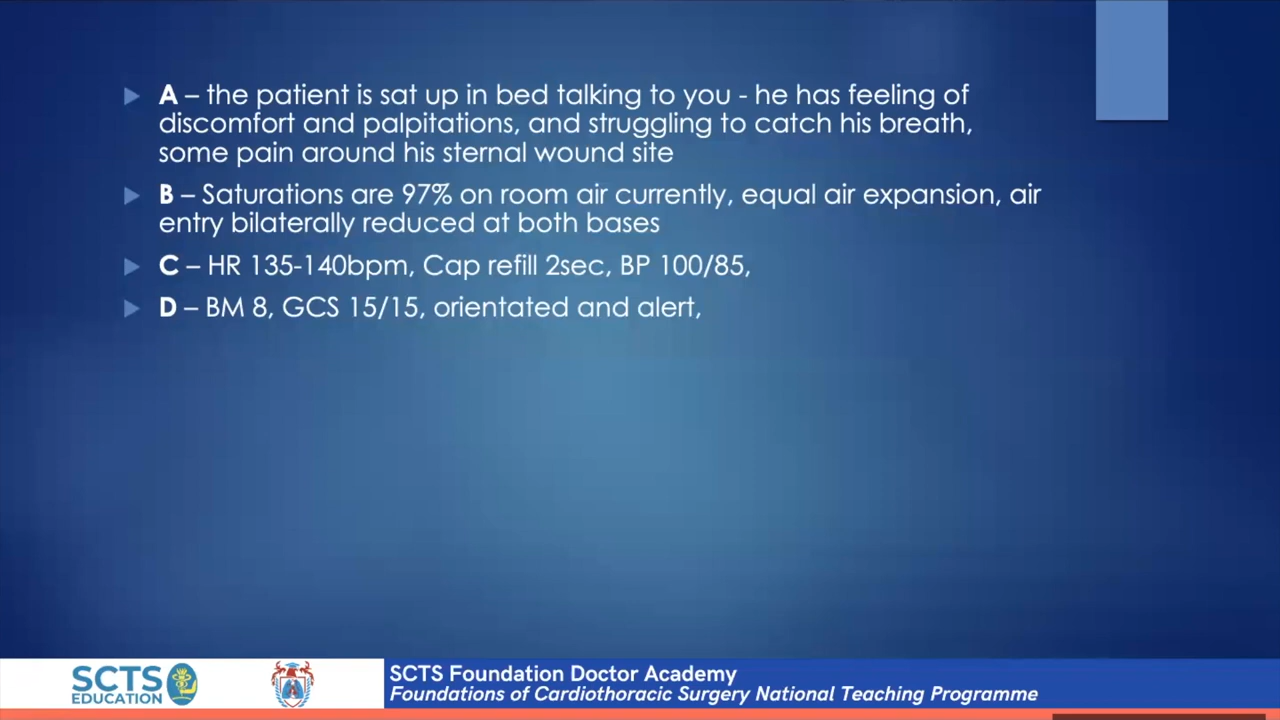 A – the patient is sat up in bed talking to you - he has feeling of
discomfort and palpitations, and struggling to catch his breath,
some pain around his sternal wound site
B – Saturations are 97% on room air currently, equal air expansion, air
entry bilaterally reduced at both bases
C – HR 135-140bpm, Cap refill 2sec, BP 100/85,
D – BM 8, GCS 15/15, orientated and alert,
SCTS
EDUCATION
SCTS Foundation Doctor Academy
Foundations of Cardiothoracic Surgery National Teaching Programme